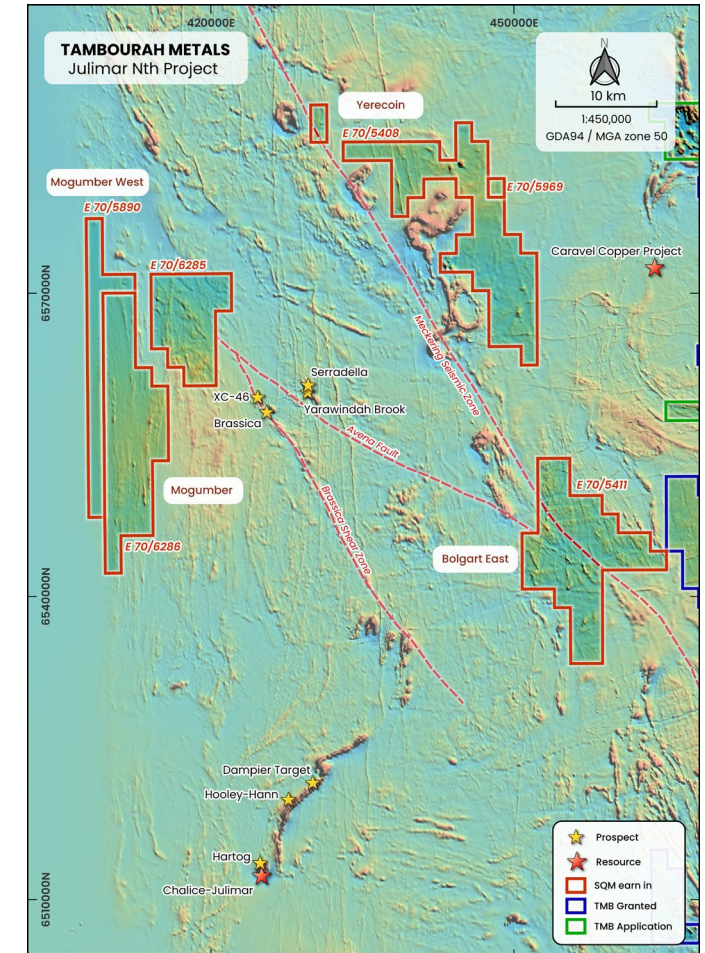 420000E
450000E
TAMBOURAH METALS
Julimar Nth Project
N
10 km
1:450,000
GDA94 / MGA zone 50
Yerecoin
E 70/5408
Mogumber West
E 70/5969
E 70/5890
Caravel Copper Project
E 70/6285
6570000N
6570000N
Meckering Seismic Zone
Serradella
XC-46
Yarawindah Brook
Brassica
Avena Fault
E 70/5411
Mogumber
Brassica Shear Zone
E 70/6286
Bolgart East
6540000N
6540000N
Dampier Target
Hooley-Hann
Hartog
Chalice-Julimar
6510000N
6510000N
Prospect
Resource
SQM earn in
TMB Granted
TMB Application